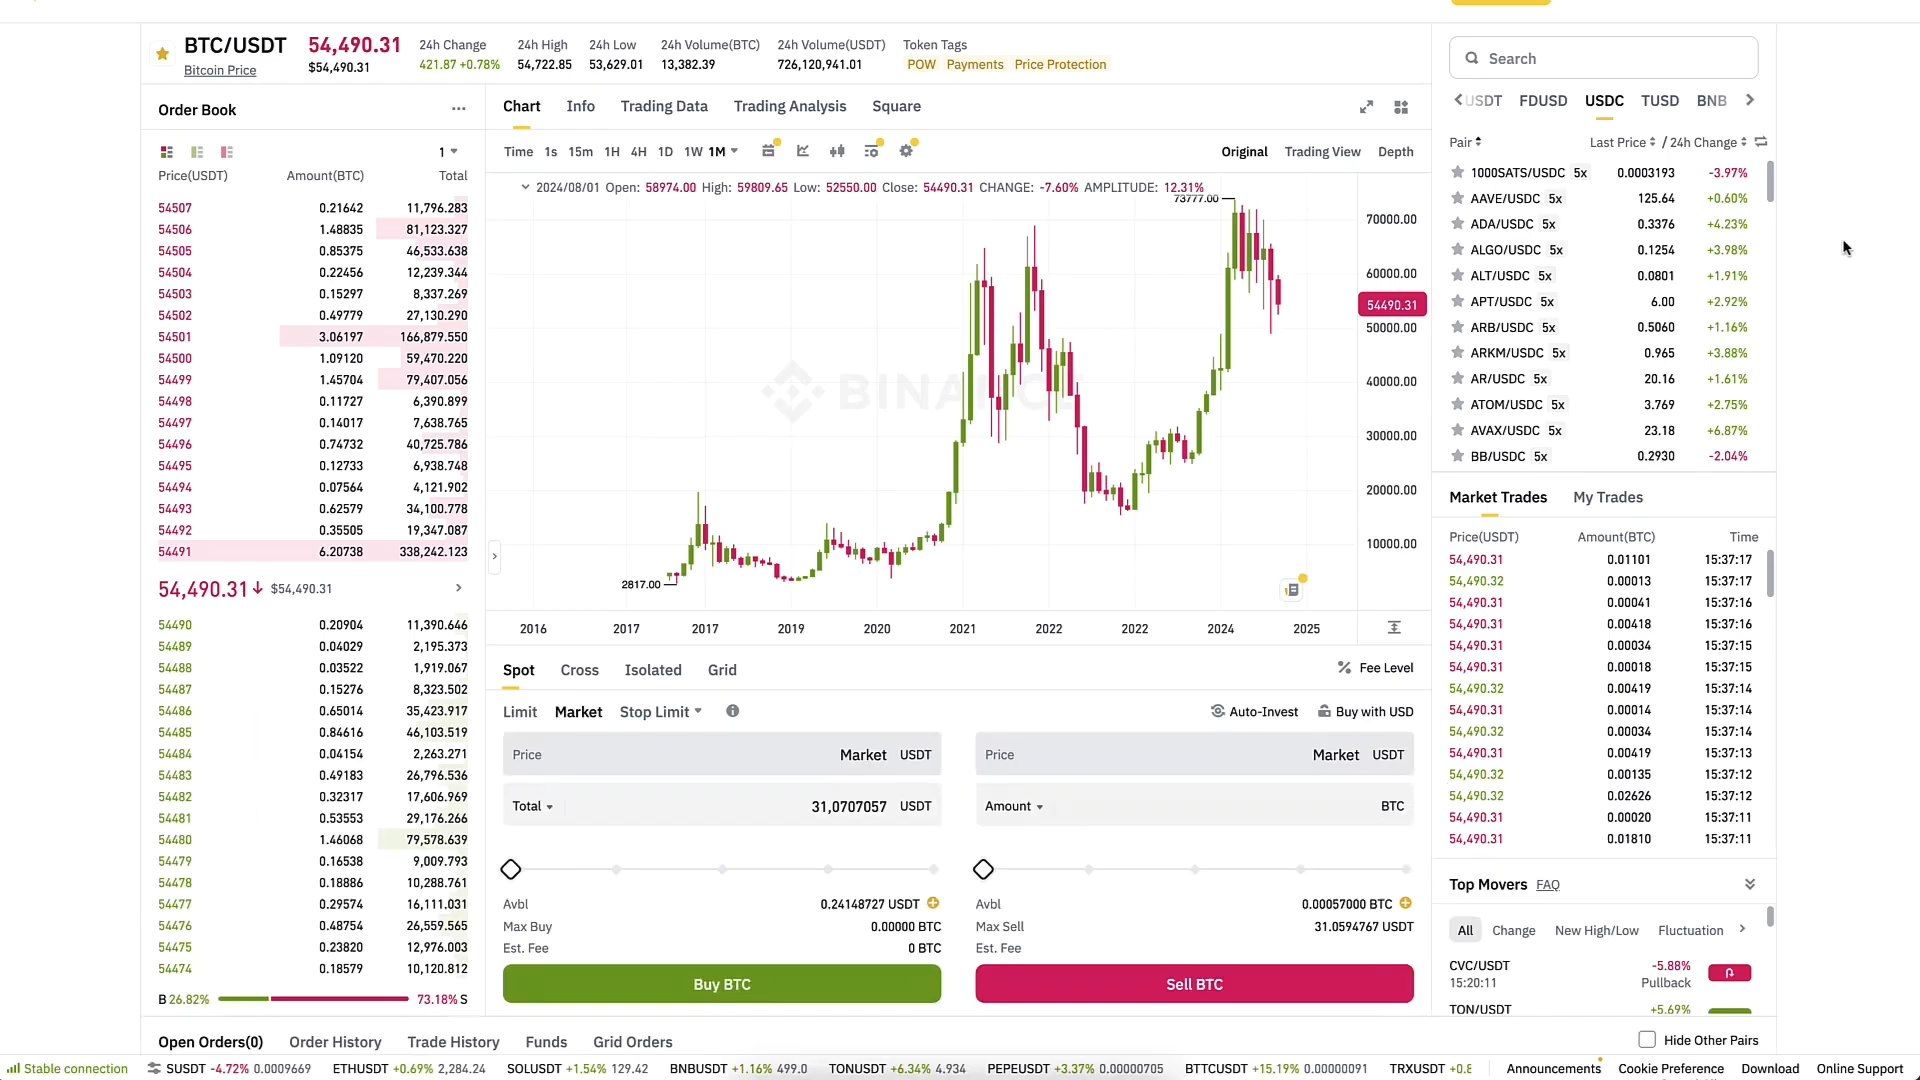 BTC/USDT 54,490.31 24h Change 24h High 24h Low 24h Volume(BTC) 24h Volume(USDT) Token Tags
Bitcoin Price $54,490.31 421.87 +0.78% 54,722.85 53,629.01 13,382.39 726,120,941.01 POW Payments Price Protection
Order Book
1
Price(USDT) Amount(BTC) Total
54507 0.21642 11,796.283
54506 1.48835 81,123.327
54505 0.85375 46,533.638
54504 0.22456 12,239.344
54503 0.15297 8,337.269
54502 0.49779 27,130.290
54501 3.06197 166,879.550
54500 1.09120 59,470.220
54499 1.45704 79,407.056
54498 0.11727 6,390.899
54497 0.14017 7,638.765
54496 0.74732 40,725.786
54495 0.12733 6,938.748
54494 0.07564 4,121.902
54493 0.62579 34,100.778
54492 0.35505 19,347.087
54491 6.20738 338,242.123
54,490.31 $54,490.31
54490 0.20904 11,390.646
54489 0.04029 2,195.373
54488 0.03522 1,919.067
54487 0.15276 8,323.502
54486 0.65014 35,423.917
54485 0.84616 46,103.519
54484 0.04154 2,263.271
54483 0.49183 26,796.536
54482 0.32317 17,606.969
54481 0.53553 29,176.266
54480 1.46068 79,578.639
54479 0.16538 9,009.793
54478 0.18886 10,288.761
54477 0.29574 16,111.031
54476 0.48754 26,559.565
54475 0.23820 12,976.003
54474 0.18579 10,120.812
B 26.82% 73.18% S
Chart Info Trading Data Trading Analysis Square
Time 1s 15m 1H 4H 1D 1W 1M Original Trading View Depth
2024/08/01 Open: 58974.00 High: 59809.65 Low: 52550.00 Close: 54490.31 CHANGE: -7.60% AMPLITUDE: 12.31%
73777.00
70000.00
60000.00
54490.31
50000.00
40000.00
BINANCE
30000.00
20000.00
10000.00
2817.00
2016 2017 2017 2019 2020 2021 2022 2022 2024 2025
Spot Cross Isolated Grid Fee Level
Limit Market Stop Limit Auto-Invest Buy with USD
Price Market USDT Price Market USDT
Total 31,0707057 USDT Amount BTC
Avbl 0.24148727 USDT Avbl 0.00057000 BTC
Max Buy 0.00000 BTC Max Sell 31.0594767 USDT
Est. Fee 0 BTC Est. Fee
Buy BTC Sell BTC
Search
USDT FDUSD USDC TUSD BNB
Pair Last Price / 24h Change
1000SATS/USDC 5x 0.0003193 -3.97%
AAVE/USDC 5x 125.64 +0.60%
ADA/USDC 5x 0.3376 +4.23%
ALGO/USDC 5x 0.1254 +3.98%
ALT/USDC 5x 0.0801 +1.91%
APT/USDC 5x 6.00 +2.92%
ARB/USDC 5x 0.5060 +1.16%
ARKM/USDC 5x 0.965 +3.88%
AR/USDC 5x 20.16 +1.61%
ATOM/USDC 5x 3.769 +2.75%
AVAX/USDC 5x 23.18 +6.87%
BB/USDC 5x 0.2930 -2.04%
Market Trades My Trades
Price(USDT) Amount(BTC) Time
54,490.31 0.01101 15:37:17
54,490.32 0.00013 15:37:17
54,490.31 0.00041 15:37:16
54,490.31 0.00418 15:37:16
54,490.31 0.00034 15:37:15
54,490.31 0.00018 15:37:15
54,490.32 0.00419 15:37:14
54,490.31 0.00014 15:37:14
54,490.32 0.00034 15:37:14
54,490.31 0.00419 15:37:13
54,490.32 0.00135 15:37:12
54,490.32 0.02626 15:37:12
54,490.31 0.00020 15:37:11
54,490.31 0.01810 15:37:11
Top Movers FAQ
All Change New High/Low Fluctuation
CVC/USDT -5.88%
15:20:11 Pullback
TON/USDT +5.69%
Open Orders(0) Order History Trade History Funds Grid Orders Hide Other Pairs
Stable connection SUSDT -4.72% 0.0009669 ETHUSDT +0.69% 2,284.24 SOLUSDT +1.54% 129.42 BNBUSDT +1.16% 499.0 TONUSDT +6.34% 4.934 PEPEUSDT +3.37% 0.00000705 BTTCUSDT +15.19% 0.00000091 TRXUSDT +0.8 Announcements Cookie Preference Download Online Support